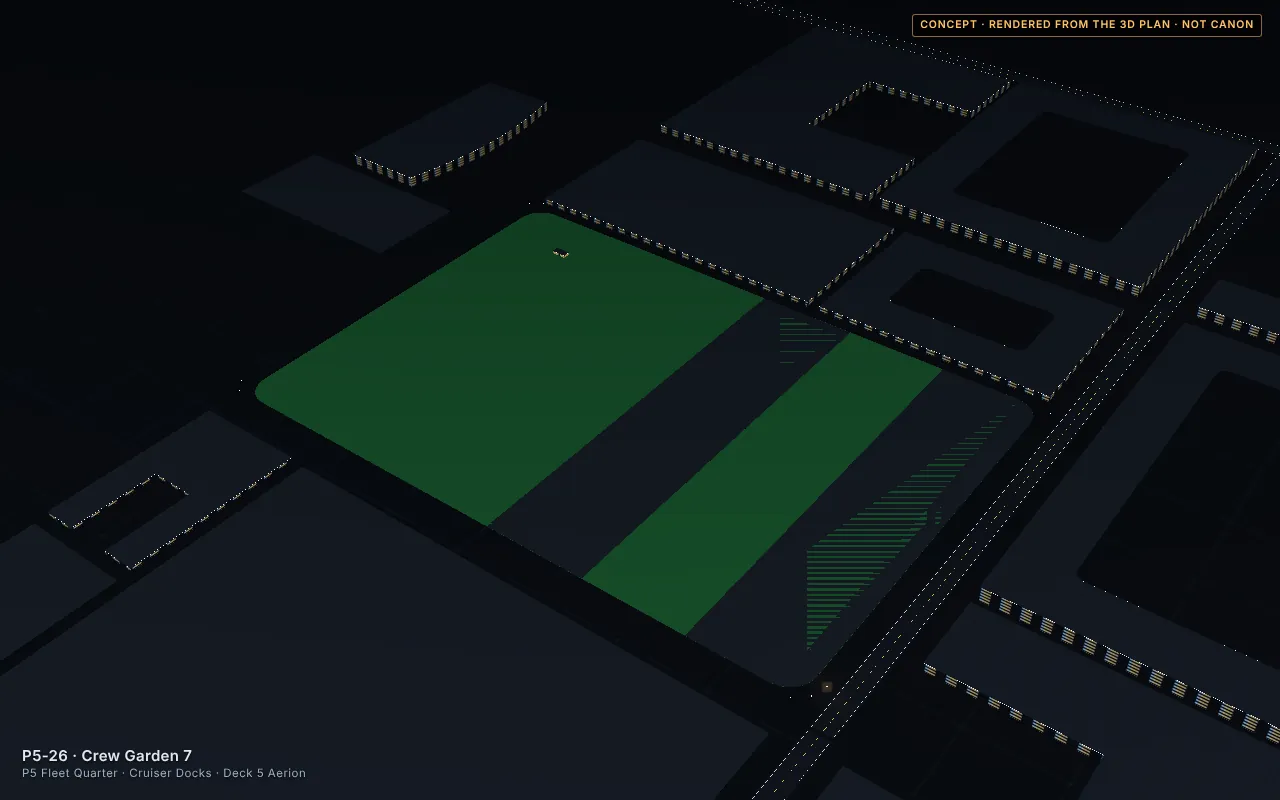 CONCEPT · RENDERED FROM THE 3D PLAN · NOT CANON
P5-26 · Crew Garden 7
P5 Fleet Quarter · Cruiser Docks · Deck 5 Aerion